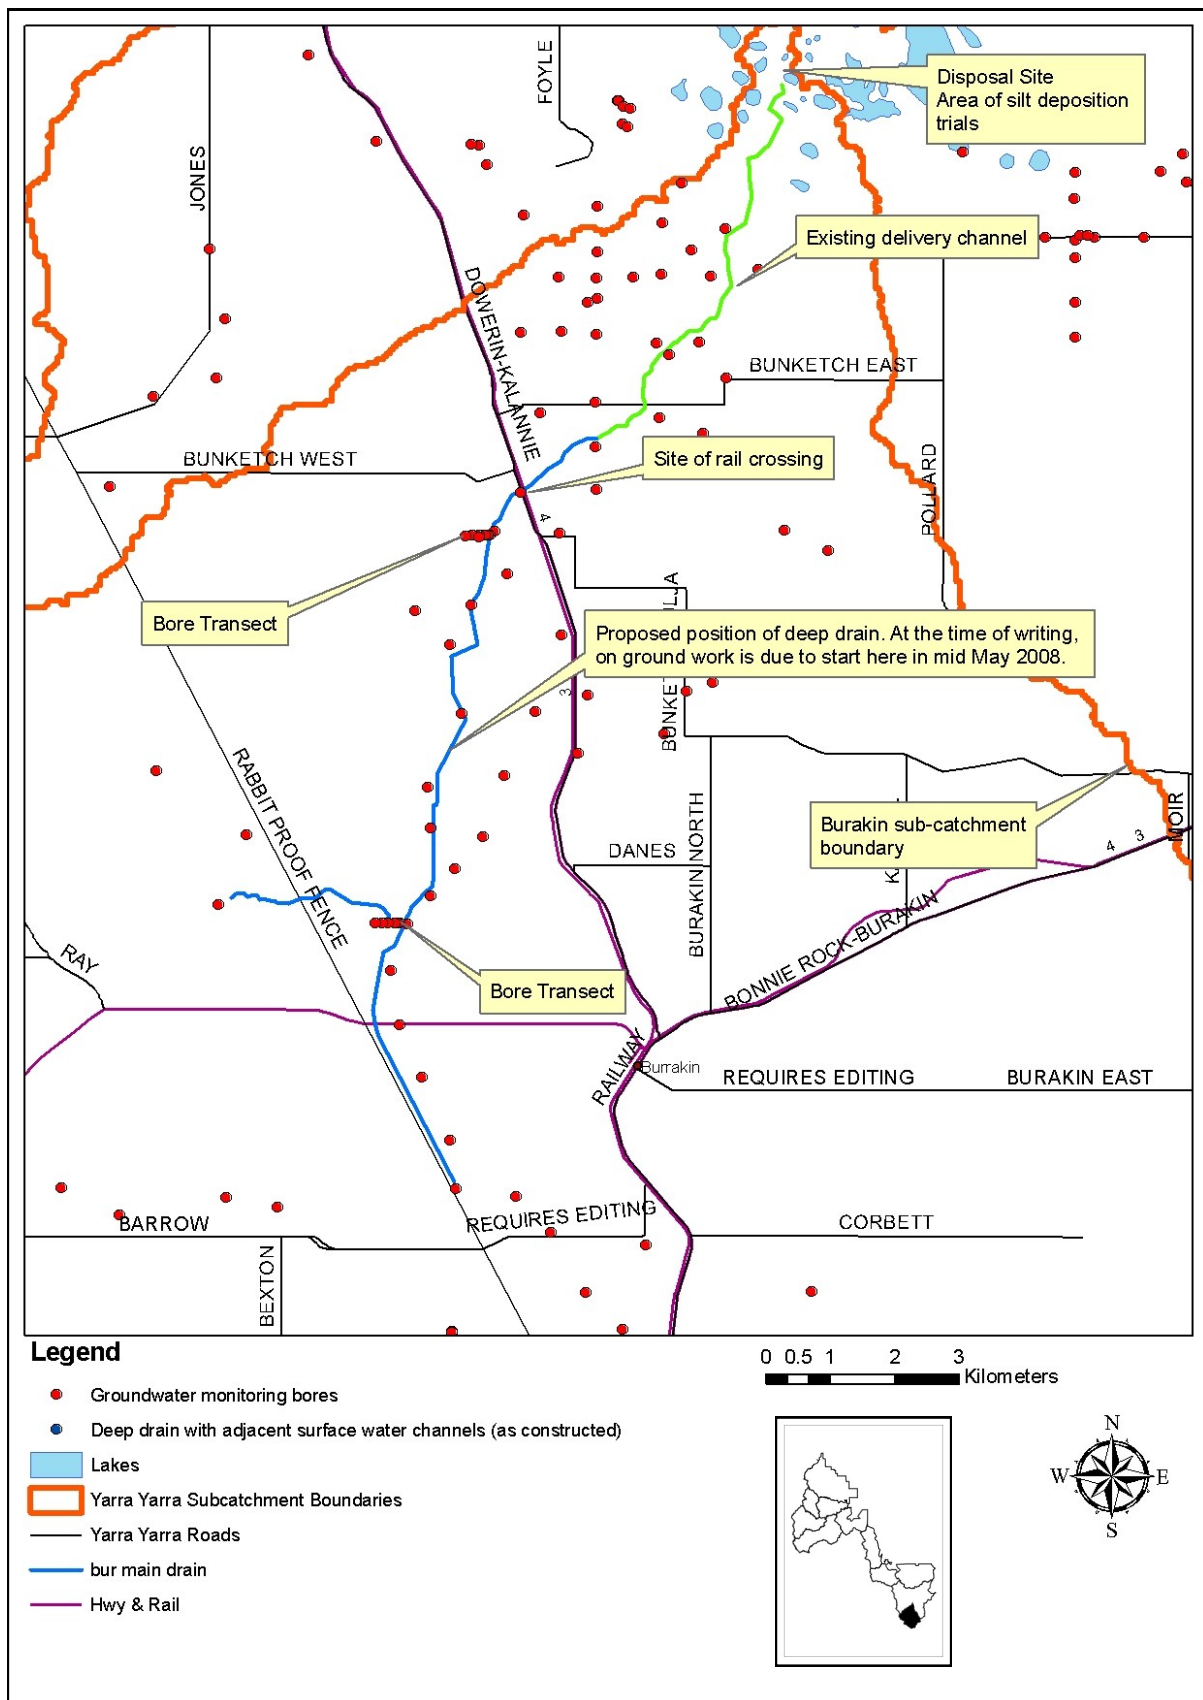 FOYLE
Disposal Site
Area of silt deposition
trials
JONES
Existing delivery channel
DOWERIN-KALANNIE
BUNKETCH EAST
Site of rail crossing
BUNKETCH WEST
POLLARD
4
Bore Transect
Proposed position of deep drain. At the time of writing,
on ground work is due to start here in mid May 2008.
3
RABBIT PROOF FENCE
BURAKIN NORTH
Burakin sub-catchment
boundary
MOIR
3
4
DANES
BONNIE ROCK-BURAKIN
RAY
Bore Transect
RAILWAY
Burrakin
REQUIRES EDITING
BURAKIN EAST
BARROW
REQUIRES EDITING
CORBETT
BEXTON
Legend
Groundwater monitoring bores
Deep drain with adjacent surface water channels (as constructed)
Lakes
Yarra Yarra Subcatchment Boundaries
Yarra Yarra Roads
bur main drain
Hwy & Rail
0 0.5 1 2 3
Kilometers
N
W E
S